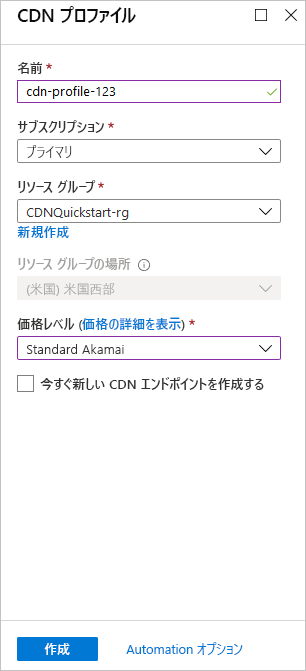 CDN プロファイル
名前 *
cdn-profile-123
サブスクリプション *
プライマリ
リソース グループ *
CDNQuickstart-rg
新規作成
リソース グループの場所
(米国) 米国西部
価格レベル (価格の詳細を表示) *
Standard Akamai
今すぐ新しい CDN エンドポイントを作成する
作成
Automation オプション